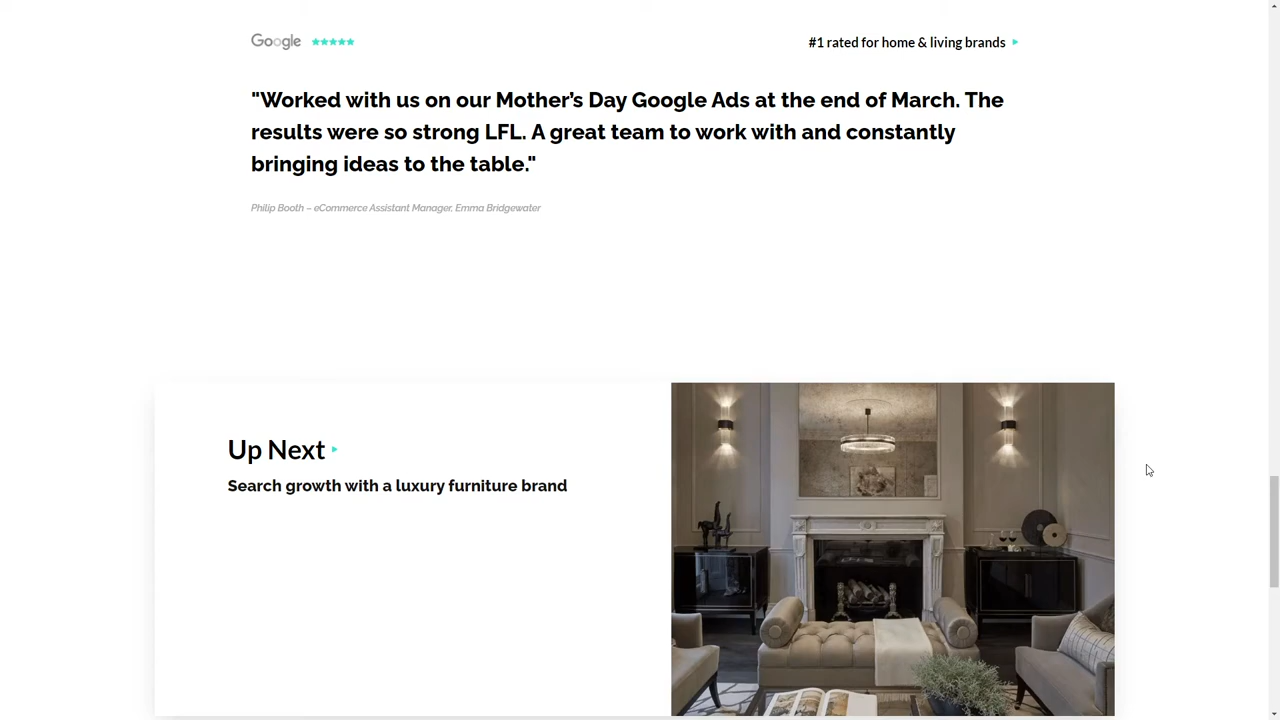 Google
#1 rated for home & living brands
"Worked with us on our Mother’s Day Google Ads at the end of March. The
results were so strong LFL. A great team to work with and constantly
bringing ideas to the table."
Philip Booth – eCommerce Assistant Manager, Emma Bridgewater
Up Next
Search growth with a luxury furniture brand